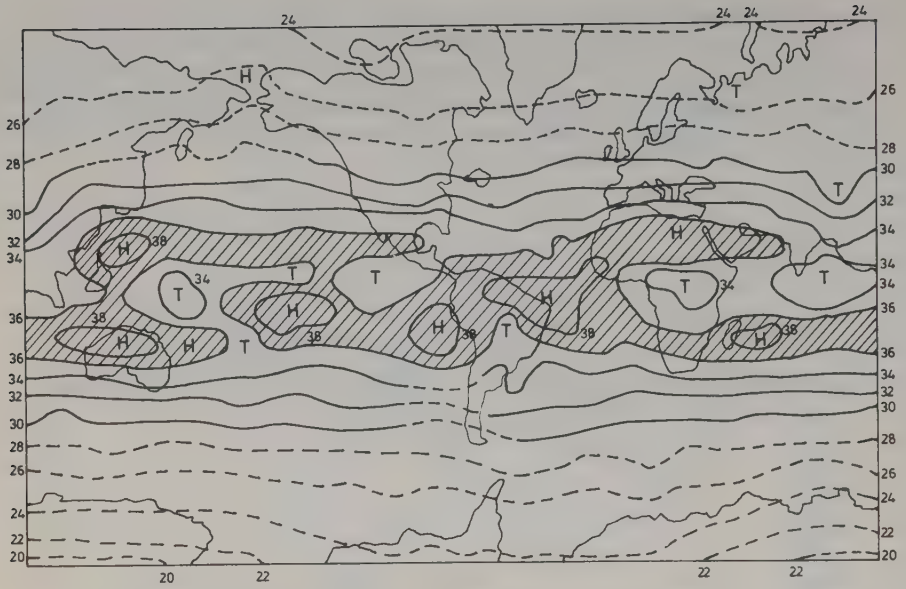 24 24 24 24
H T
26 26
28 28
30 T 30
32 32
H 38 H
34 34
34 T T T T 34
T 34 34 34
H H
36 36
38 38 H 38 T 38 38
H H T H
36 36
34 34
32 32
30 30
28 28
26 26
24 24
22 22
20 20
20 22 22 22